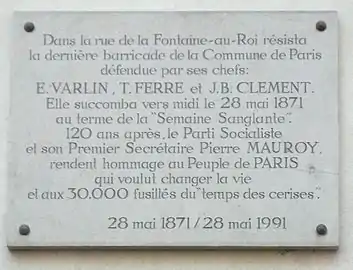 Dans la rue de la Fontaine-au-Roi résista
la dernière barricade de la Commune de Paris
défendue par ses chefs:
E. VARLIN, T. FERRE et J.B. CLEMENT.
Elle succomba vers midi le 28 mai 1871
au terme de la "Semaine Sanglante".
120 ans après, le Parti Socialiste
et son Premier Secrétaire Pierre MAUROY,
rendent hommage au Peuple de PARIS
qui voulut changer la vie
et aux 30.000 fusillés du "temps des cerises".
28 mai 1871/28 mai 1991